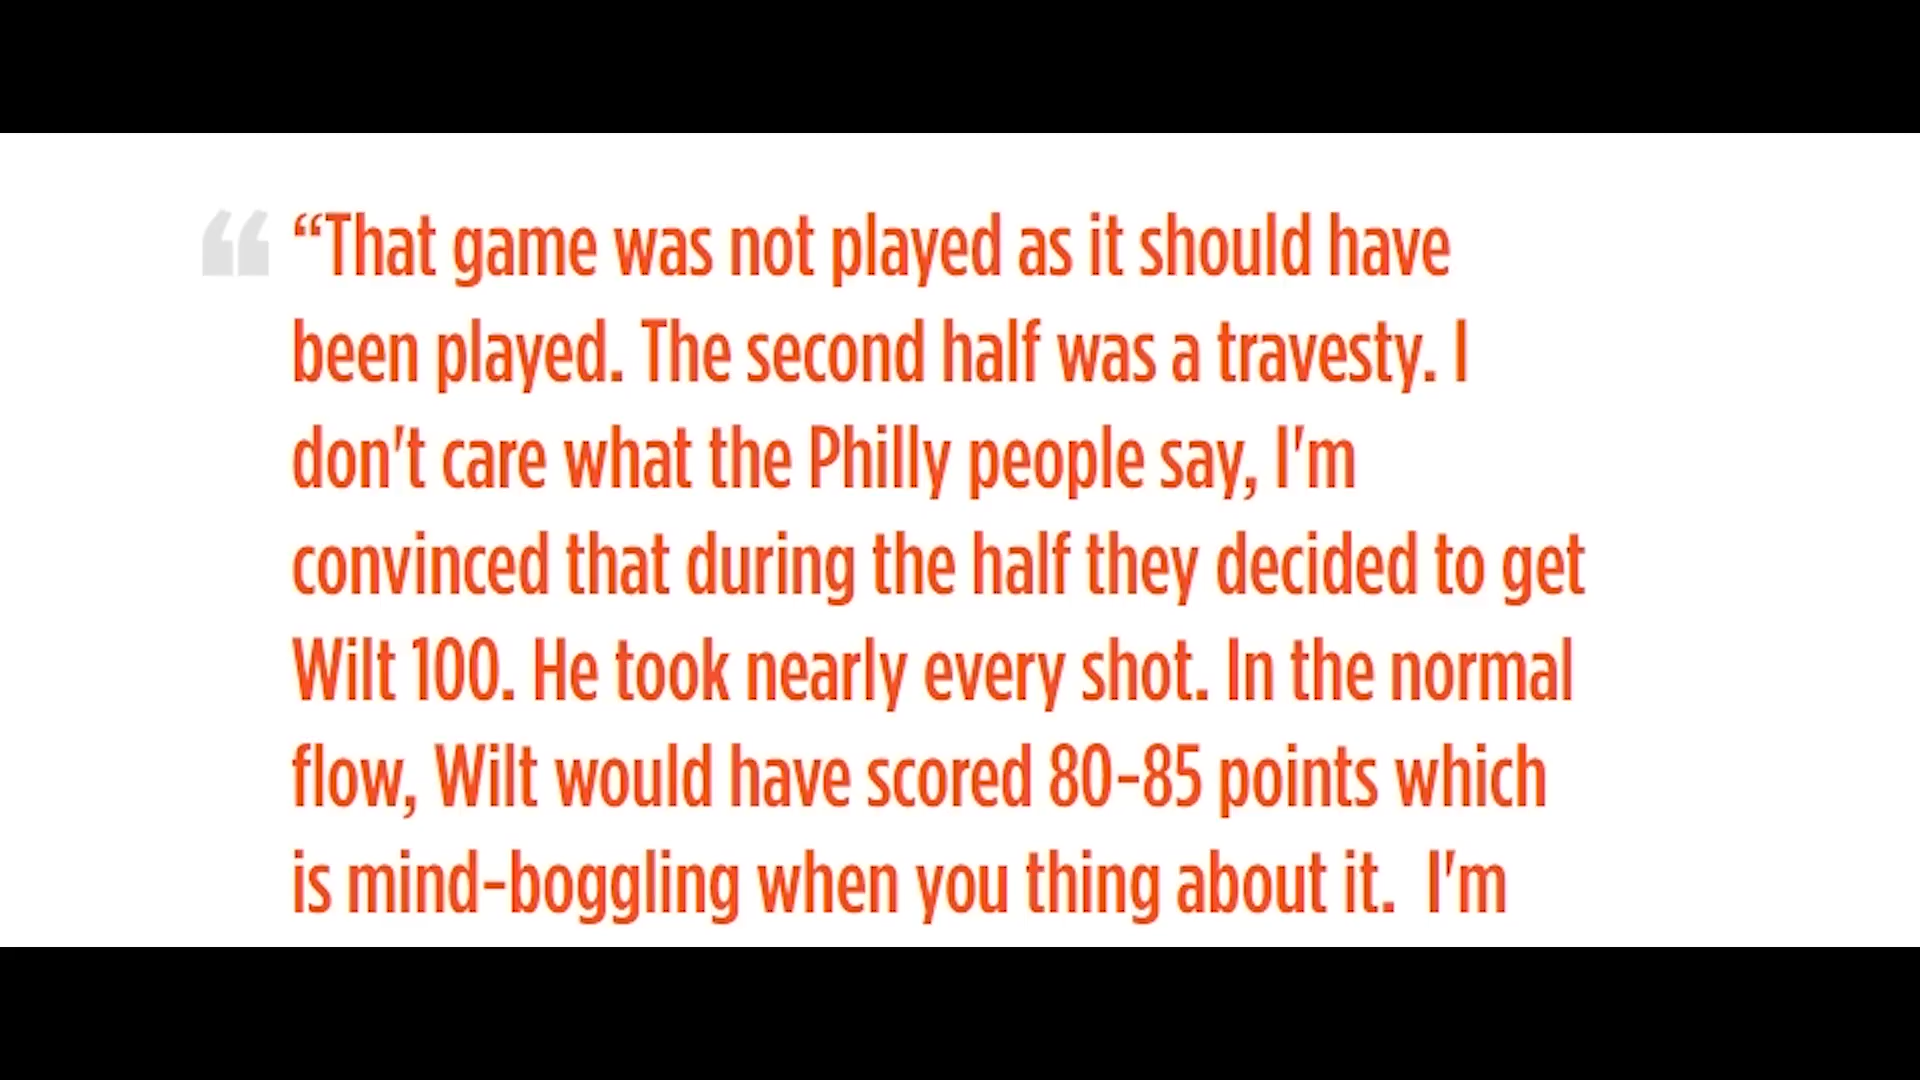 “That game was not played as it should have
been played. The second half was a travesty. I
don't care what the Philly people say, I'm
convinced that during the half they decided to get
Wilt 100. He took nearly every shot. In the normal
flow, Wilt would have scored 80-85 points which
is mind-boggling when you thing about it.  I'm